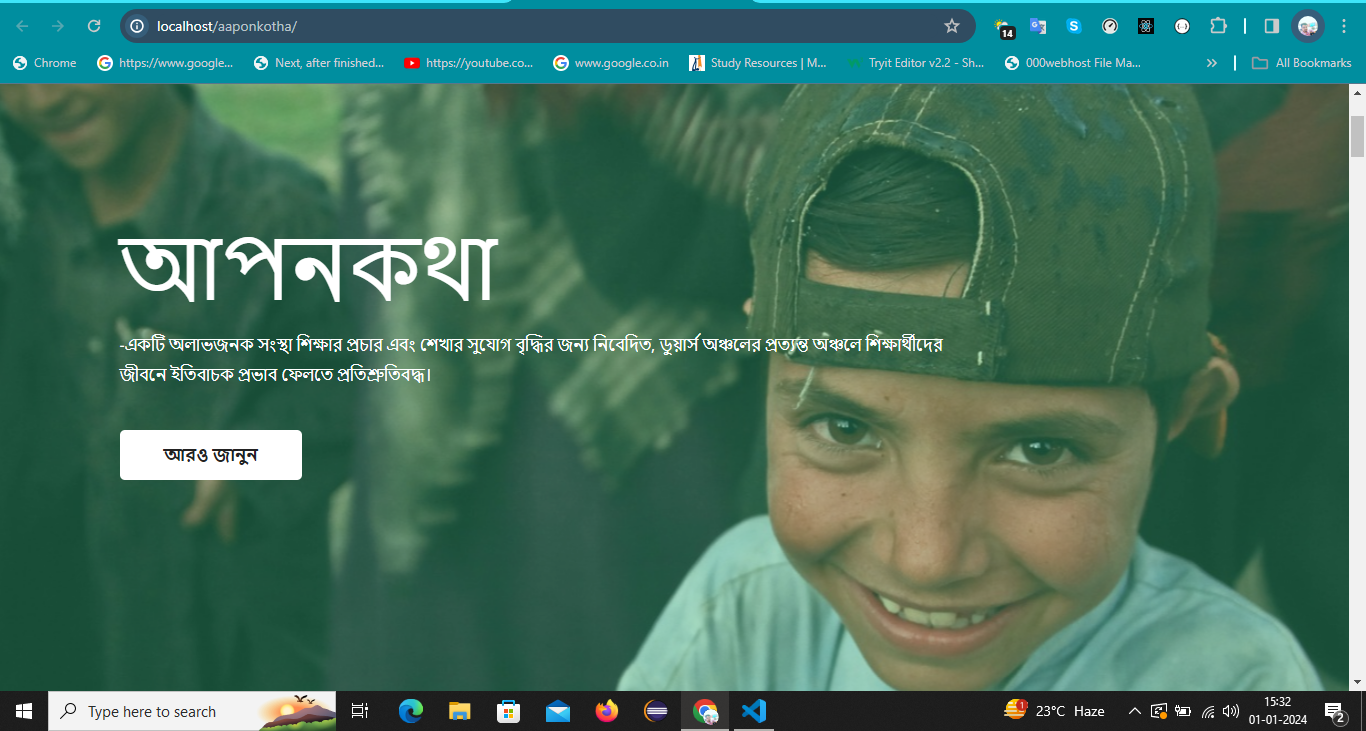 localhost/aaponkotha/
14
Chrome
https://www.google...
Next, after finished...
https://youtube.co...
www.google.co.in
Study Resources | M...
Tryit Editor v2.2 - Sh...
000webhost File Ma...
All Bookmarks
আপনকথা
-একটি অলাভজনক সংস্থা শিক্ষার প্রচার এবং শেখার সুযোগ বৃদ্ধির জন্য নিবেদিত, ডুয়ার্স অঞ্চলের প্রত্যন্ত অঞ্চলে শিক্ষার্থীদের
জীবনে ইতিবাচক প্রভাব ফেলতে প্রতিশ্রুতিবদ্ধ।
আরও জানুন
Type here to search
1
23°C Haze
15:32
01-01-2024
2